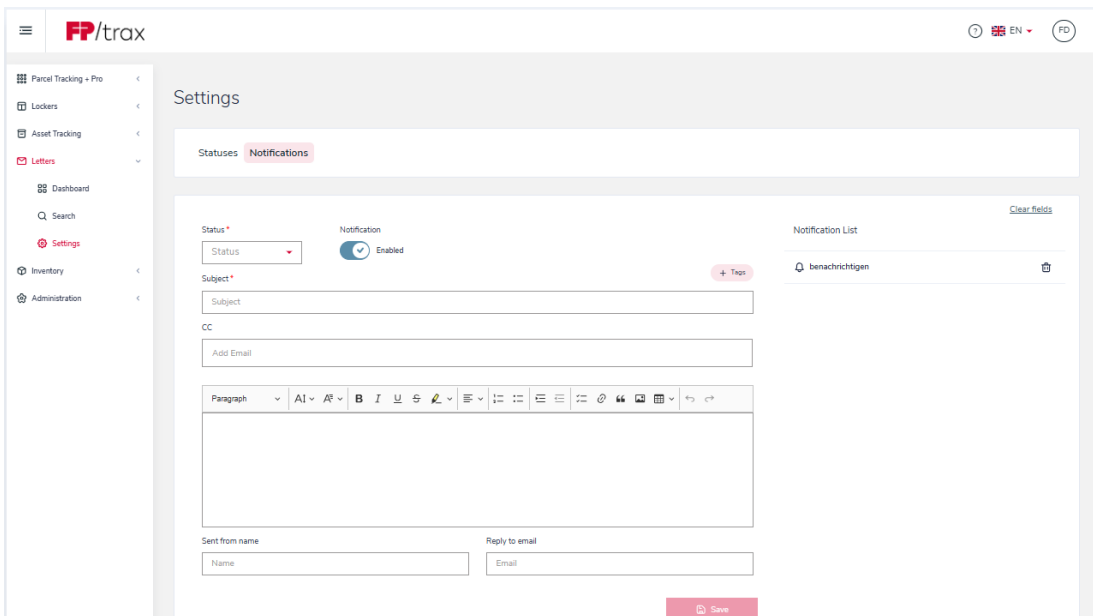 FP/trax
? EN FD
Parcel Tracking + Pro
Lockers
Asset Tracking
Letters
Dashboard
Search
Settings
Inventory
Administration
Settings
Statuses Notifications
Clear fields
Status * Notification
Status Enabled
+ Tags
Subject *
Subject
CC
Add Email
Paragraph AI A B I U S
Sent from name Reply to email
Name Email
Save
Notification List
benachrichtigen